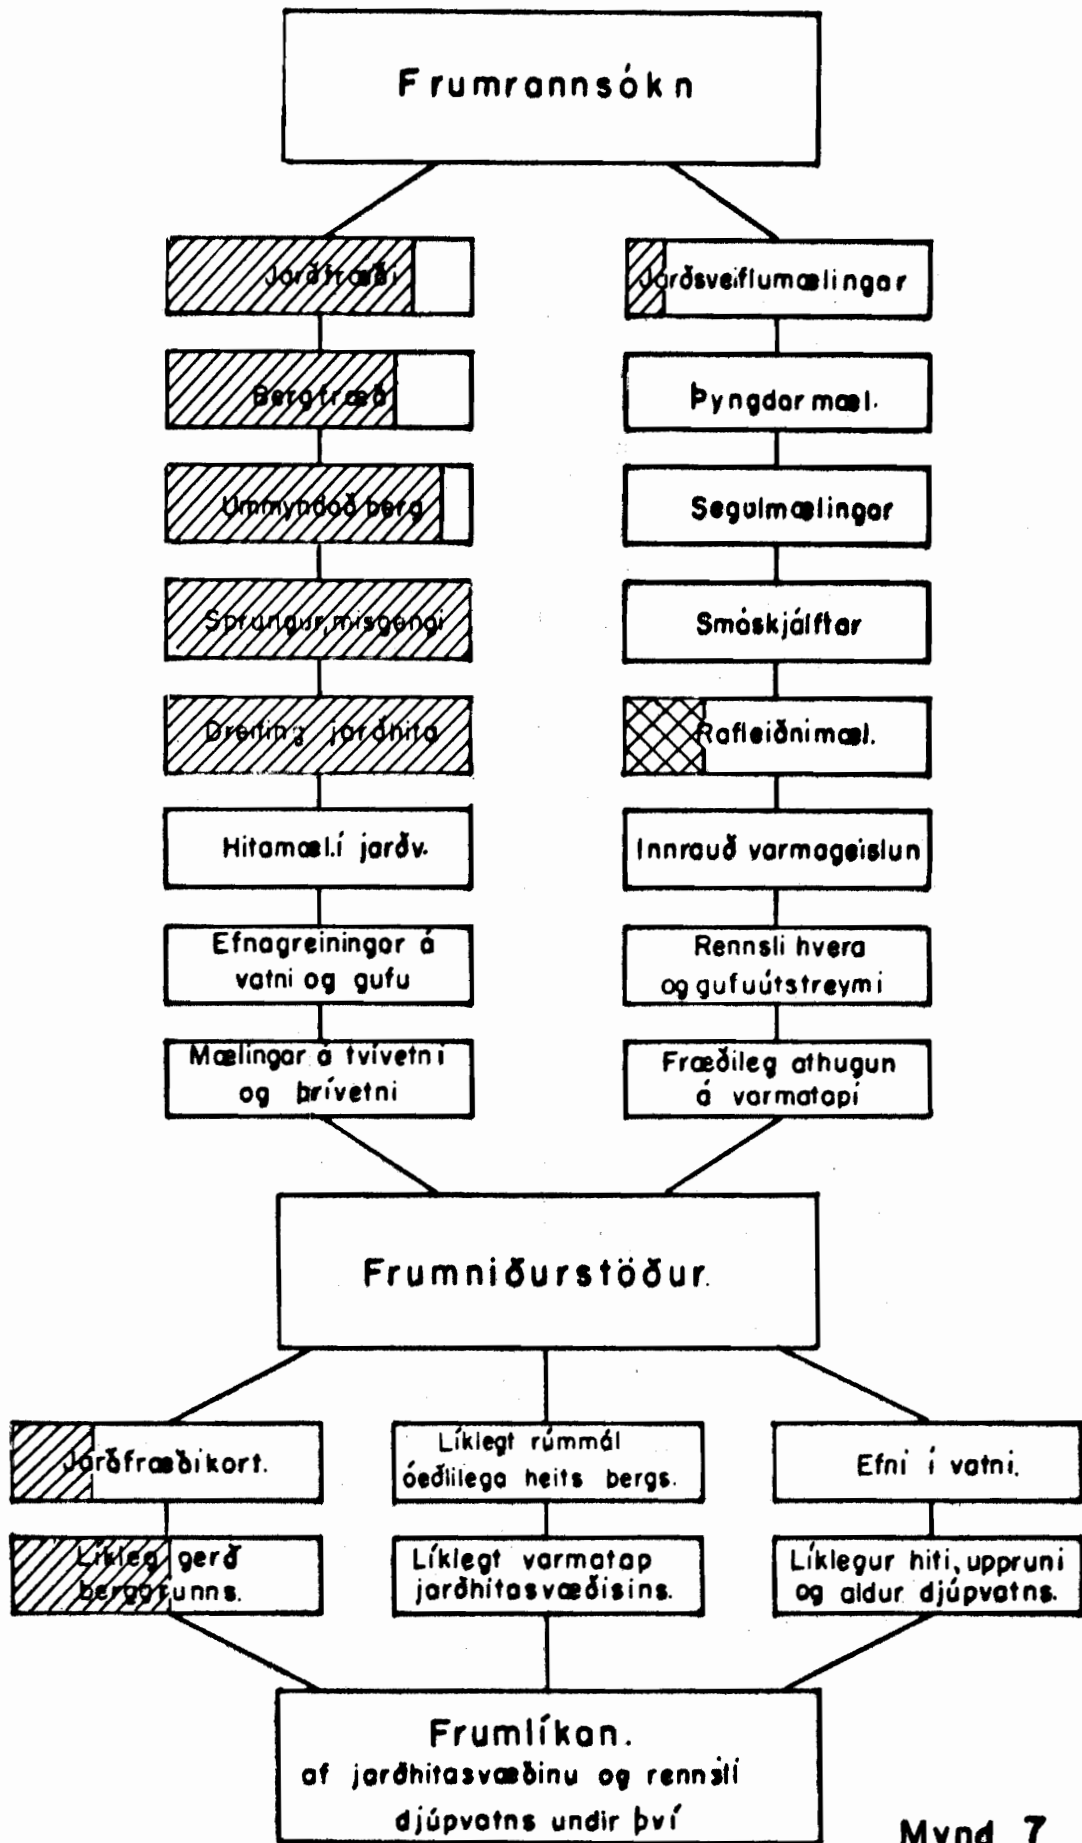 Frumrannsókn
Jarðfræði
Bergfræð
Ummyndað berg
Sprungur, misgengi
Dreifing jarðhita
Hitamæl. í jarðv.
Efnagreiningar á
vatni og gufu
Mælingar á tvívetni
og þrívetni
Jarðsveiflumælingar
Þyngdarmæl.
Segulmælingar
Smáskjálftar
Rafleiðnimæl.
Innrauð varmageislun
Rennsli hvera
og gufuútstreymi
Fræðileg athugun
á varmatapi
Frumniðurstöður.
Jarðfræðikort.
Líkleg gerð
berggrunns.
Líklegt rúmmál
óeðlilega heits bergs.
Líklegt varmatap
jarðhitasvæðisins.
Efni í vatni.
Líklegur hiti, uppruni
og aldur djúpvatns.
Frumlíkan.
af jarðhitasvæðinu og rennsli
djúpvatns undir því
Mynd 7